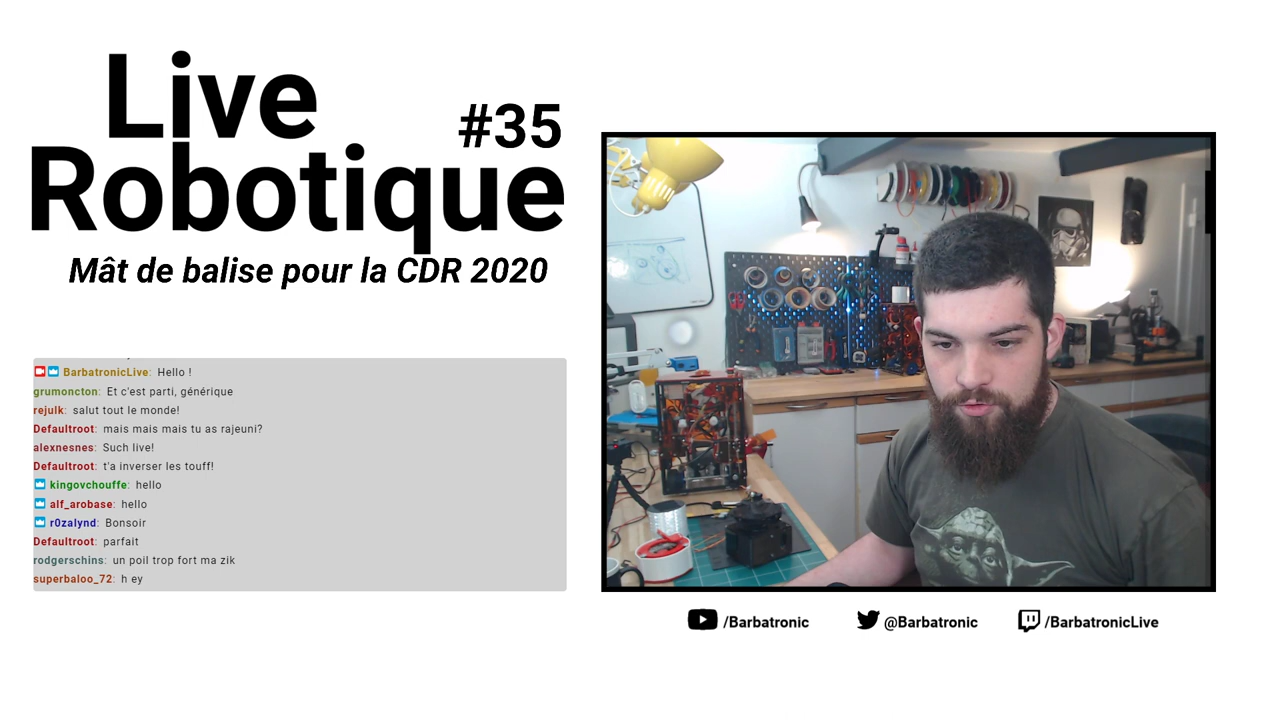 Live
#35
Robotique
Mât de balise pour la CDR 2020
BarbatronicLive: Hello !
grumoncton: Et c'est parti, générique
rejulk: salut tout le monde!
Defaultroot: mais mais mais tu as rajeuni?
alexnesnes: Such live!
Defaultroot: t'a inverser les touff!
kingovchouffe: hello
alf_arobase: hello
r0zalynd: Bonsoir
Defaultroot: parfait
rodgerschins: un poil trop fort ma zik
superbaloo_72: h ey
/Barbatronic
@Barbatronic
/BarbatronicLive